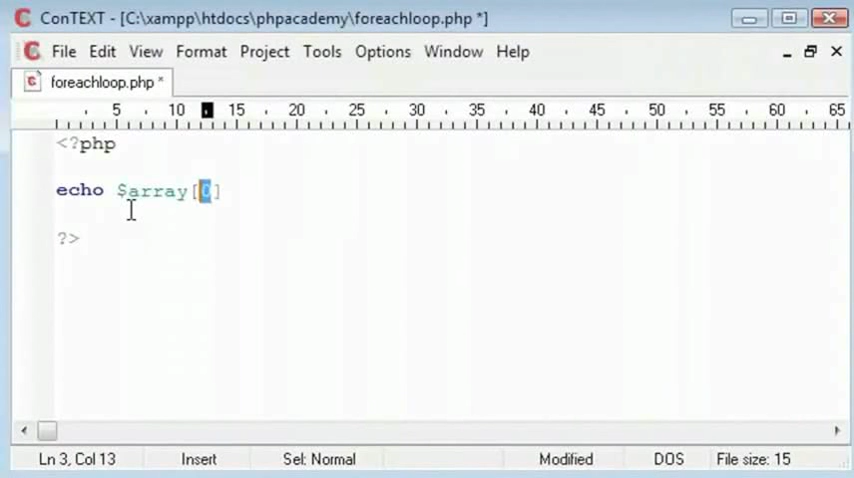 ConTEXT - [C:\xampp\htdocs\phpacademy\foreachloop.php *]
File Edit View Format Project Tools Options Window Help
foreachloop.php *
5 10 15 20 25 30 35 40 45 50 55 60 65
<?php
echo $array[0]
?>
Ln 3, Col 13 Insert Sel: Normal Modified DOS File size: 15